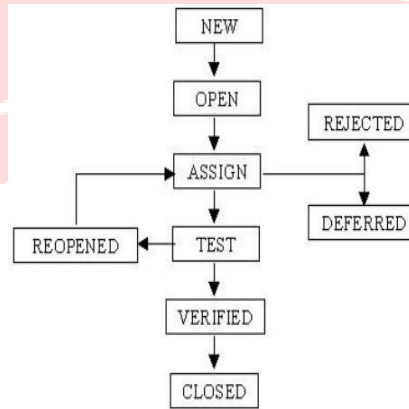 NEW
OPEN
REJECTED
ASSIGN
DEFERRED
REOPENED
TEST
VERIFIED
CLOSED